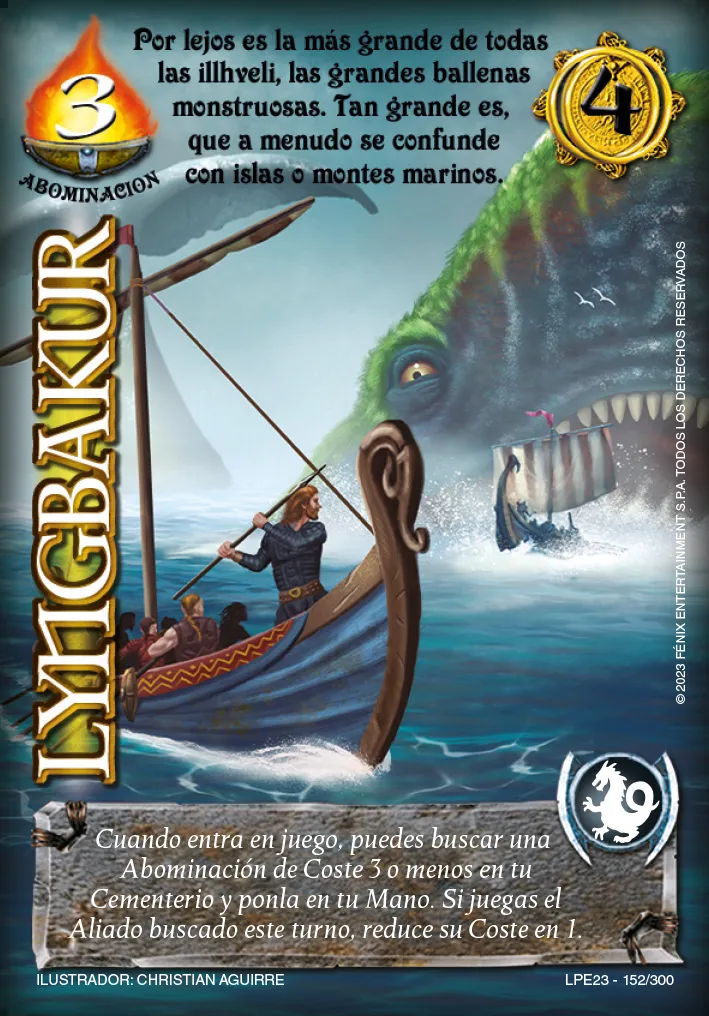 Por lejos es la más grande de todas
las illhveli, las grandes ballenas
monstruosas. Tan grande es,
que a menudo se confunde
con islas o montes marinos.
3
ABOMINACION
4
LYNGBAKUR
© 2023 FÉNIX ENTERTAINMENT S.P.A. TODOS LOS DERECHOS RESERVADOS
Cuando entra en juego, puedes buscar una
Abominación de Coste 3 o menos en tu
Cementerio y ponla en tu Mano. Si juegas el
Aliado buscado este turno, reduce su Coste en 1.
ILUSTRADOR: CHRISTIAN AGUIRRE
LPE23 - 152/300